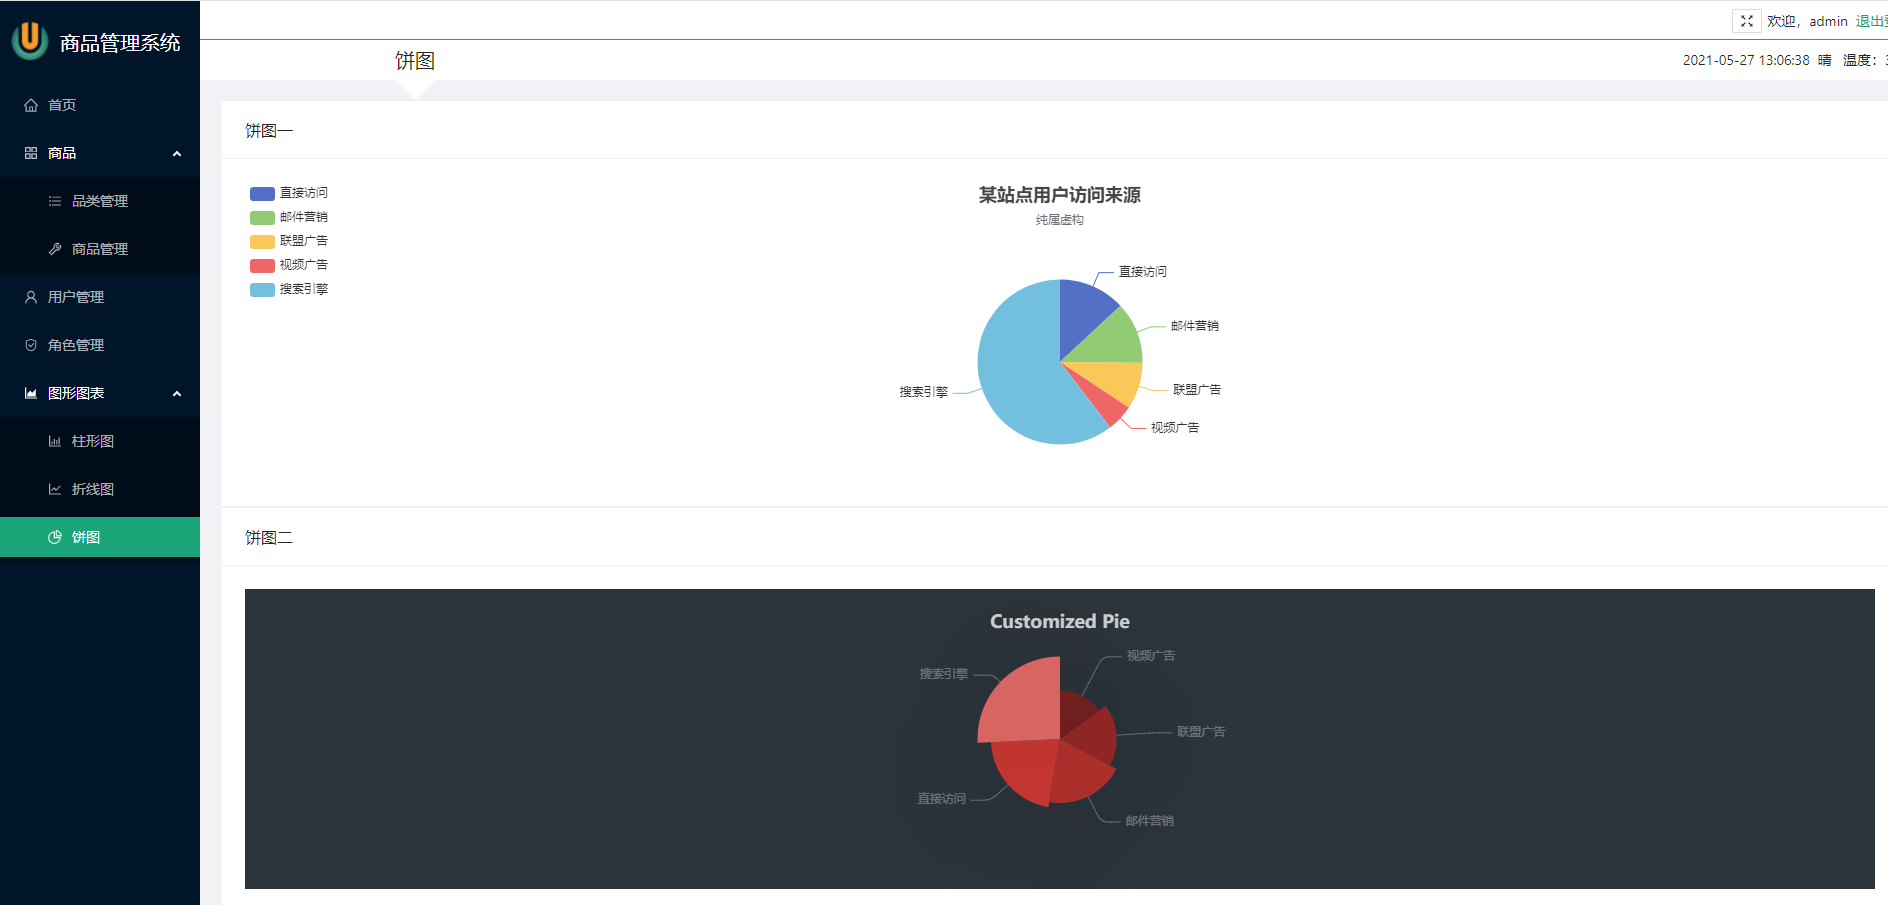 商品管理系统
首页
商品
品类管理
商品管理
用户管理
角色管理
图形图表
柱形图
折线图
饼图
欢迎，admin 退出
饼图
2021-05-27 13:06:38 晴 温度：
饼图一
直接访问
邮件营销
联盟广告
视频广告
搜索引擎
某站点用户访问来源
纯属虚构
直接访问
邮件营销
联盟广告
视频广告
搜索引擎
饼图二
Customized Pie
视频广告
搜索引擎
联盟广告
直接访问
邮件营销